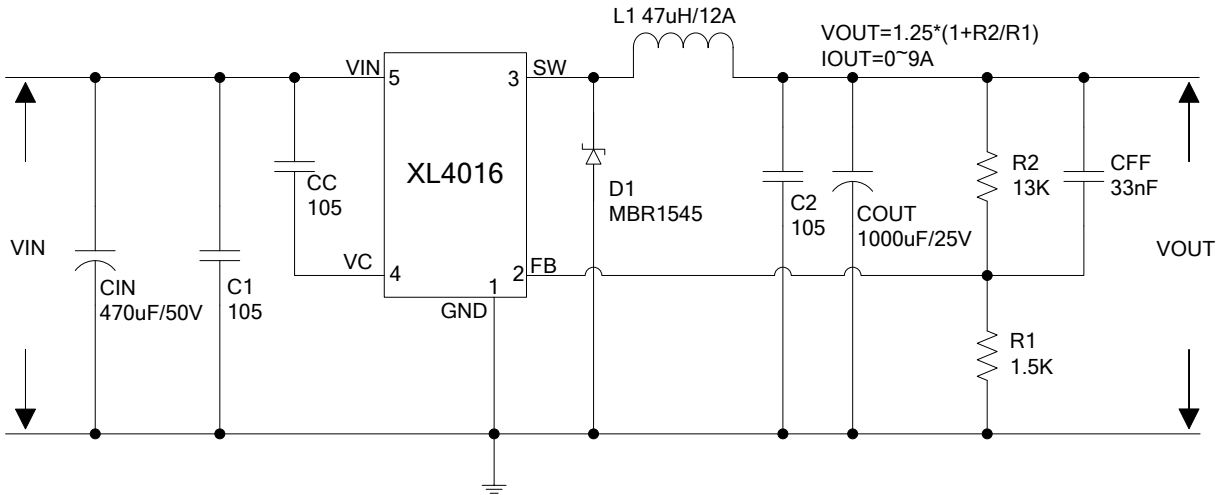 L1 47uH/12A
VOUT=1.25*(1+R2/R1)
IOUT=0~9A
VIN
5
3
SW
XL4016
CC
105
D1
MBR1545
C2
105
COUT
1000uF/25V
R2
13K
CFF
33nF
VIN
VC
4
2
FB
VOUT
CIN
470uF/50V
C1
105
1
GND
R1
1.5K